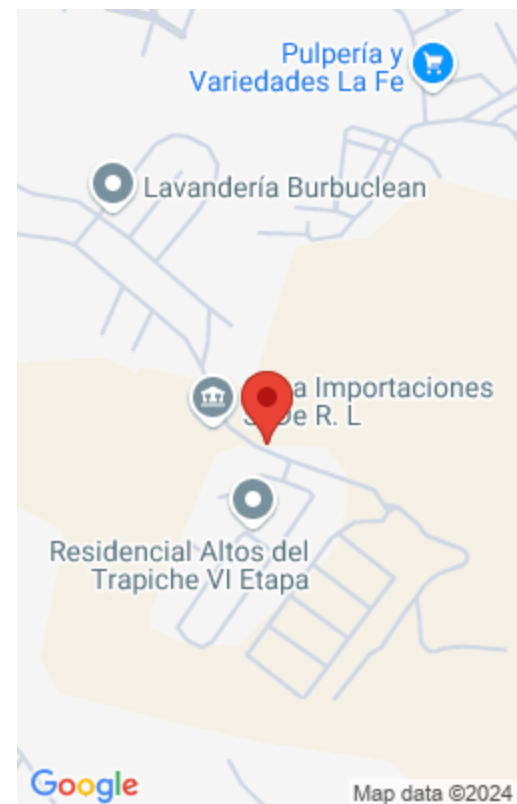 Pulpería y
Variedades La Fe
Lavandería Burbuclean
a Importaciones
De R. L
Residencial Altos del
Trapiche VI Etapa
Google
Map data ©2024